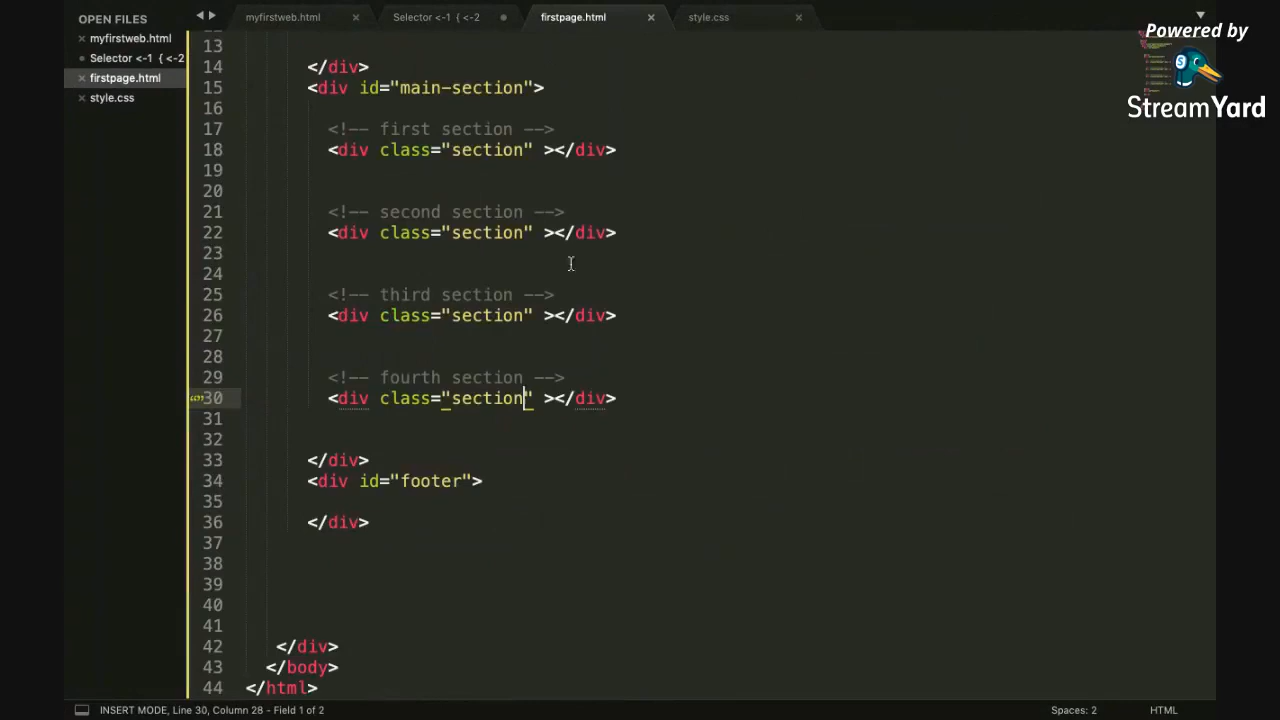 OPEN FILES
myfirstweb.html
Selector <-1 { <-2
firstpage.html
style.css
myfirstweb.html
Selector <-1 { <-2
firstpage.html
style.css
Powered by
StreamYard
13
14 </div>
15 <div id="main-section">
16
17 <!-- first section -->
18 <div class="section" ></div>
19
20
21 <!-- second section -->
22 <div class="section" ></div>
23
24
25 <!-- third section -->
26 <div class="section" ></div>
27
28
29 <!-- fourth section -->
30 <div class="section" ></div>
31
32
33 </div>
34 <div id="footer">
35
36 </div>
37
38
39
40
41
42 </div>
43 </body>
44 </html>
INSERT MODE, Line 30, Column 28 - Field 1 of 2
Spaces: 2
HTML